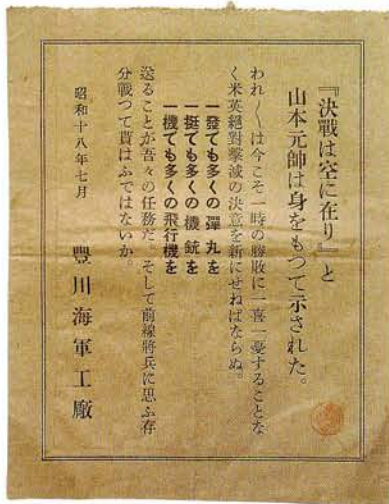 『決戰は空に在り』と
山本元帥は身をもつて示された。
われ〳〵は今こそ一時の勝敗に一喜一憂することな
く米英絕對擊滅の決意を新にせねばならぬ。
一發でも多くの彈丸を
一挺でも多くの機銃を
一機でも多くの飛行機を
送ることが吾々の任務だ。そして前線將兵に思ふ存
分戰つて貰はふではないか。
昭和十八年七月
豐川海軍工廠